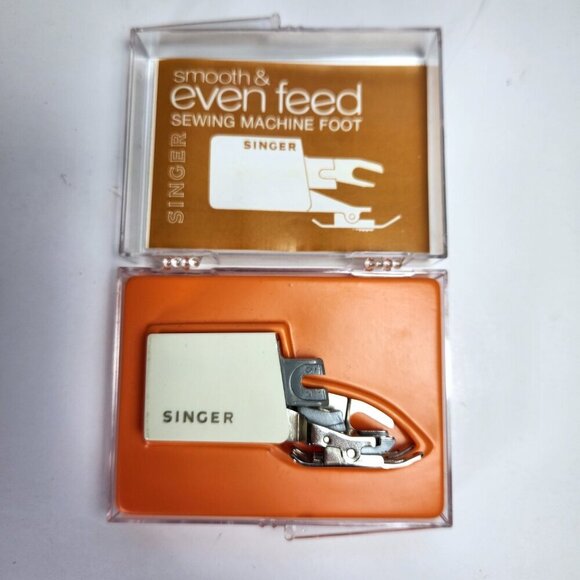 smooth &
even feed
SEWING MACHINE FOOT
SINGER
SINGER
SINGER